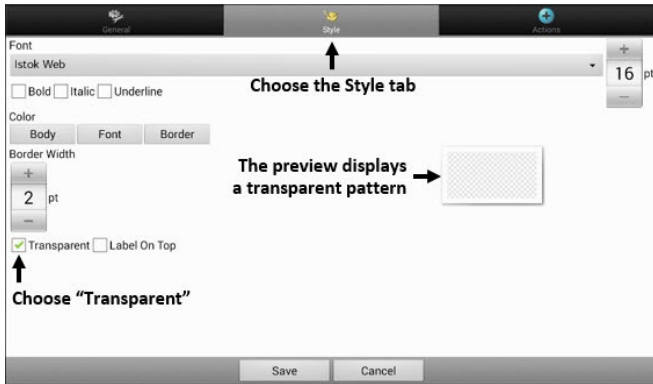 General
Style
Actions
Font
Istok Web
16 pt
Choose the Style tab
Bold Italic Underline
Color
Body Font Border
Border Width
2 pt
The preview displays
a transparent pattern
Transparent Label On Top
Choose “Transparent”
Save Cancel